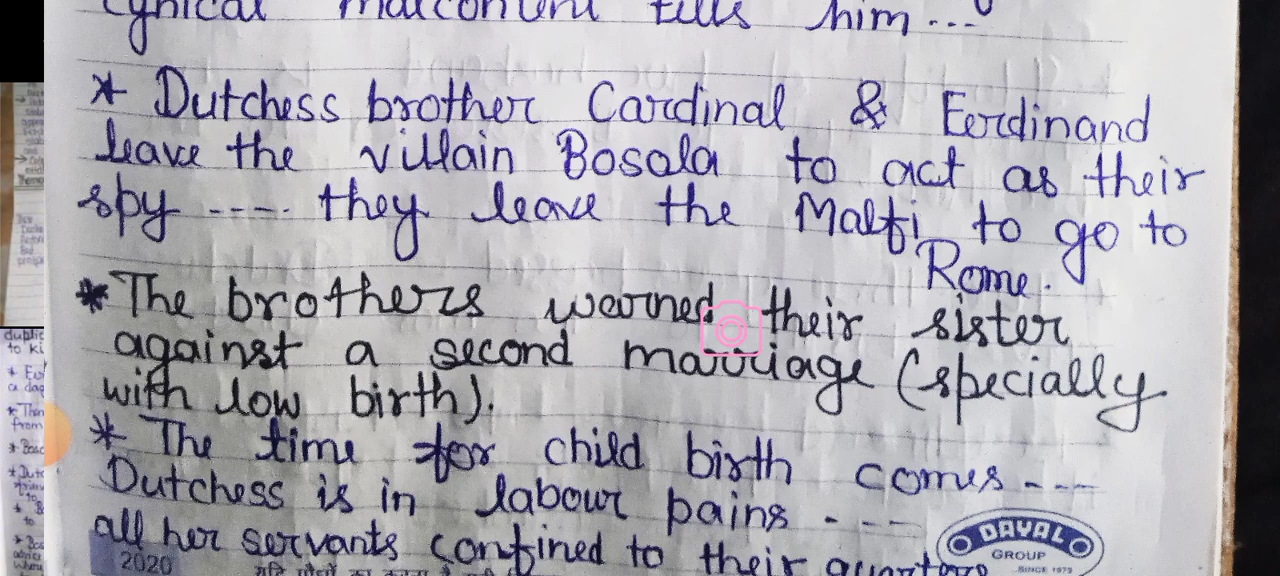 cynical malcontent tells him ...
* Dutchess brother Cardinal & Ferdinand
leave the villain Bosola to act as their
spy ---- they leave the Malfi to go to
Rome.
* The brothers warned their sister
against a second marriage (specially
with low birth).
* The time for child birth comes ---
Dutchess is in labour pains - --
all her servants confined to their quarters
DAYAL
GROUP
SINCE 1972
2020